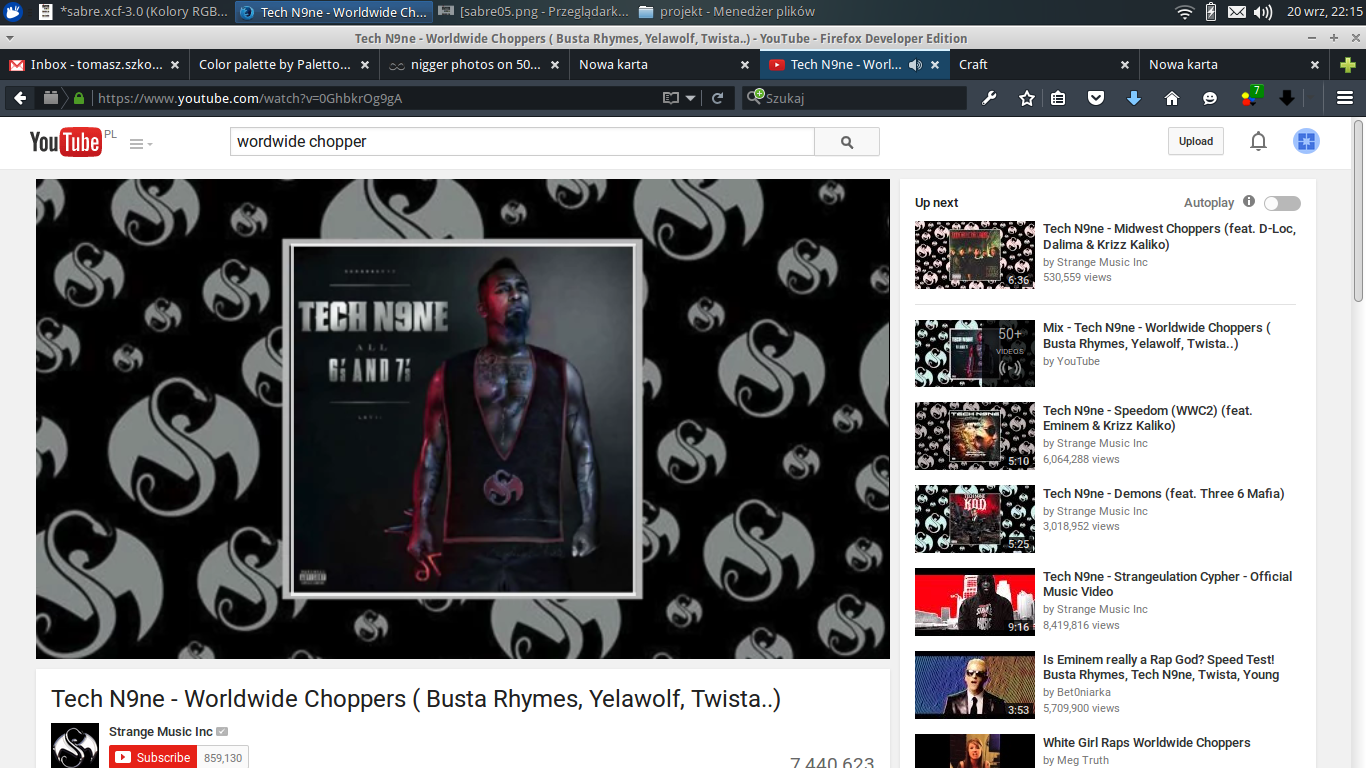 *sabre.xcf-3.0 (Kolory RGB...
Tech N9ne - Worldwide Ch...
[sabre05.png - Przeglądark...
projekt - Menedżer plików
20 wrz, 22:15
Tech N9ne - Worldwide Choppers ( Busta Rhymes, Yelawolf, Twista..) - YouTube - Firefox Developer Edition
Inbox - tomasz.szko...
Color palette by Paletto...
nigger photos on 50...
Nowa karta
Tech N9ne - Worl...
Craft
Nowa karta
https://www.youtube.com/watch?v=0GhbkrOg9gA
Szukaj
7
YouTube PL
wordwide chopper
Upload
TECH N9NE
ALL
6's AND 7's
Up next
Autoplay
Tech N9ne - Midwest Choppers (feat. D-Loc,
Dalima & Krizz Kaliko)
by Strange Music Inc
530,559 views
6:36
Mix - Tech N9ne - Worldwide Choppers (
Busta Rhymes, Yelawolf, Twista..)
by YouTube
50+
VIDEOS
Tech N9ne - Speedom (WWC2) (feat.
Eminem & Krizz Kaliko)
by Strange Music Inc
6,064,288 views
5:10
Tech N9ne - Demons (feat. Three 6 Mafia)
by Strange Music Inc
3,018,952 views
5:25
Tech N9ne - Strangeulation Cypher - Official
Music Video
by Strange Music Inc
8,419,816 views
9:16
Is Eminem really a Rap God? Speed Test!
Busta Rhymes, Tech N9ne, Twista, Young
by Bet0niarka
5,709,900 views
3:53
White Girl Raps Worldwide Choppers
by Meg Truth
Tech N9ne - Worldwide Choppers ( Busta Rhymes, Yelawolf, Twista..)
Strange Music Inc
Subscribe
859,130
7,440,623